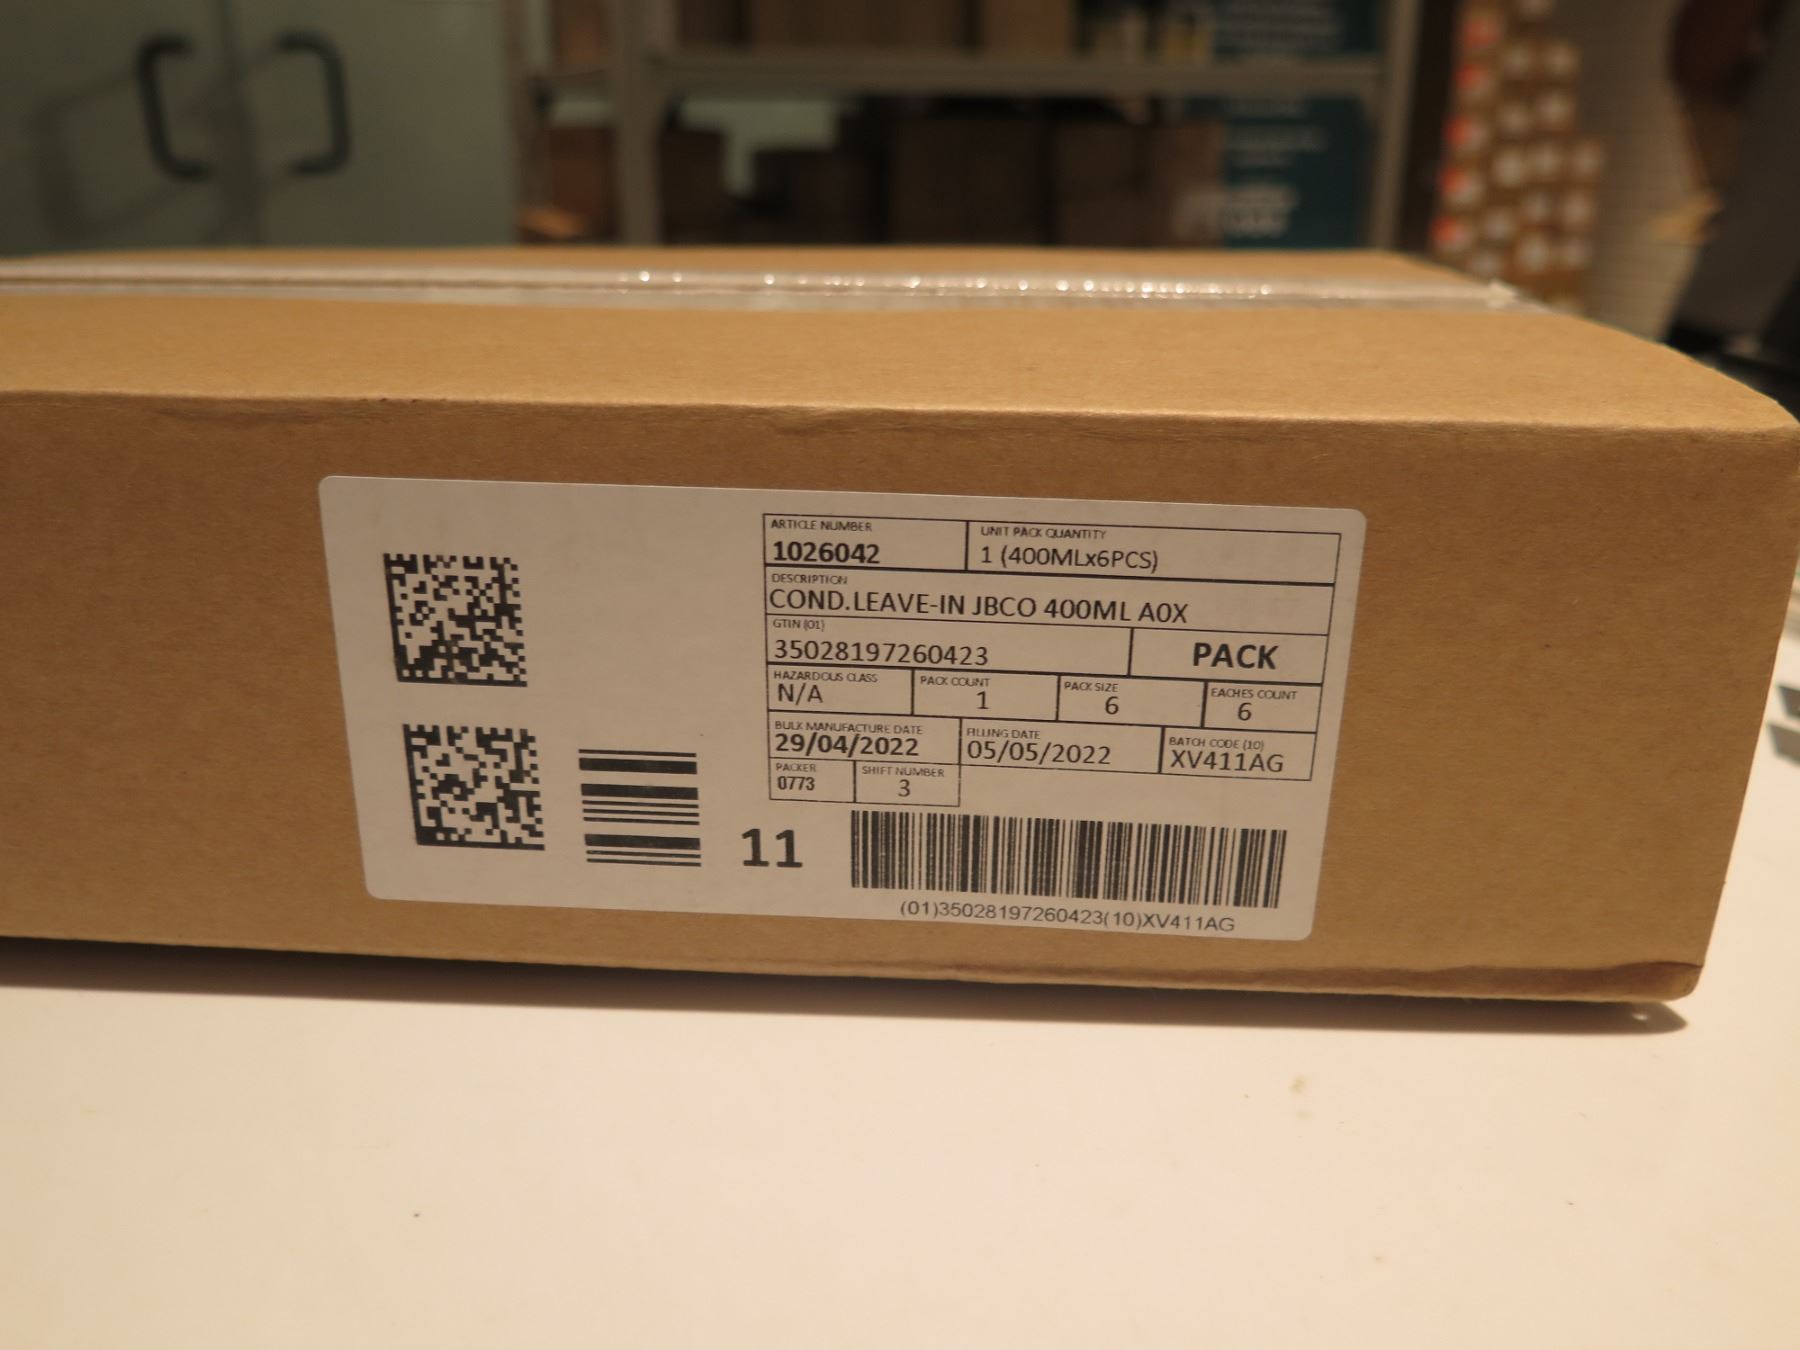 ARTICLE NUMBER
1026042
UNIT PACK QUANTITY
1 (400MLx6PCS)
DESCRIPTION
COND.LEAVE-IN JBCO 400ML A0X
GTIN (01)
35028197260423
PACK
HAZARDOUS CLASS
N/A
PACK COUNT
1
PACK SIZE
6
EACHES COUNT
6
BULK MANUFACTURE DATE
29/04/2022
FILLING DATE
05/05/2022
BATCH CODE (10)
XV411AG
PACKER
0773
SHIFT NUMBER
3
11
(01)35028197260423(10)XV411AG